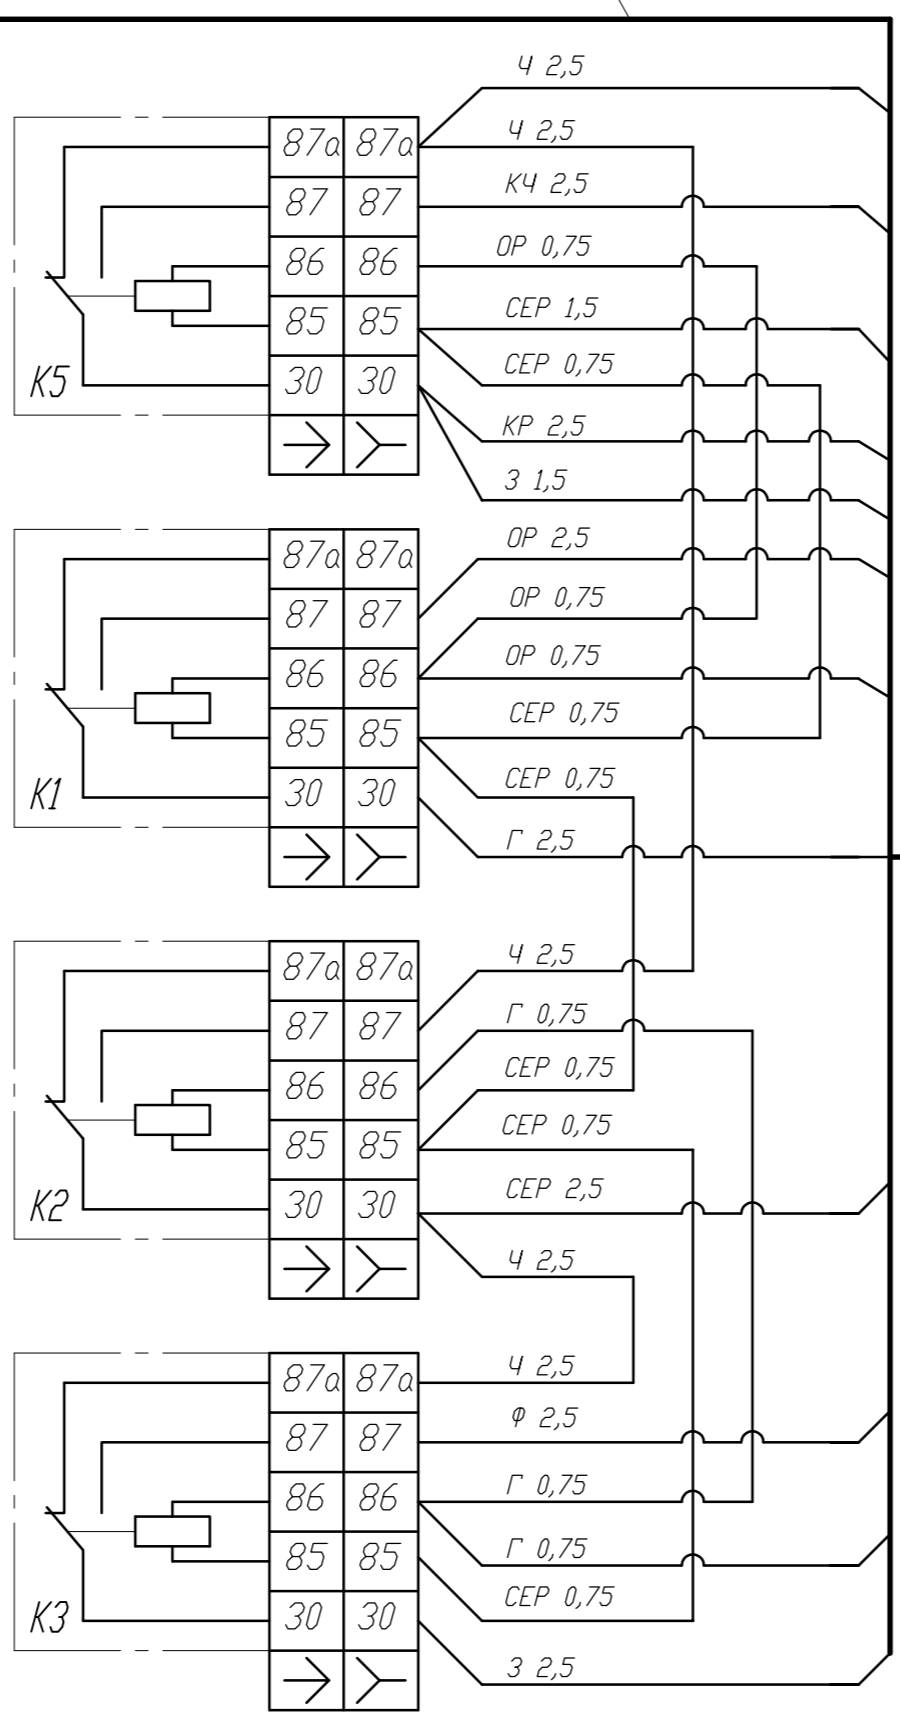 Ч 2,5
87а 87а Ч 2,5
87 87 КЧ 2,5
86 86 ОР 0,75
85 85 СЕР 1,5
СЕР 0,75
К5 30 30
КР 2,5
З 1,5
87а 87а ОР 2,5
87 87 ОР 0,75
86 86 ОР 0,75
85 85 СЕР 0,75
К1 30 30 СЕР 0,75
Г 2,5
87а 87а Ч 2,5
87 87 Г 0,75
86 86 СЕР 0,75
85 85 СЕР 0,75
К2 30 30 СЕР 2,5
Ч 2,5
87а 87а Ч 2,5
87 87 Ф 2,5
86 86 Г 0,75
85 85 Г 0,75
К3 30 30 СЕР 0,75
З 2,5